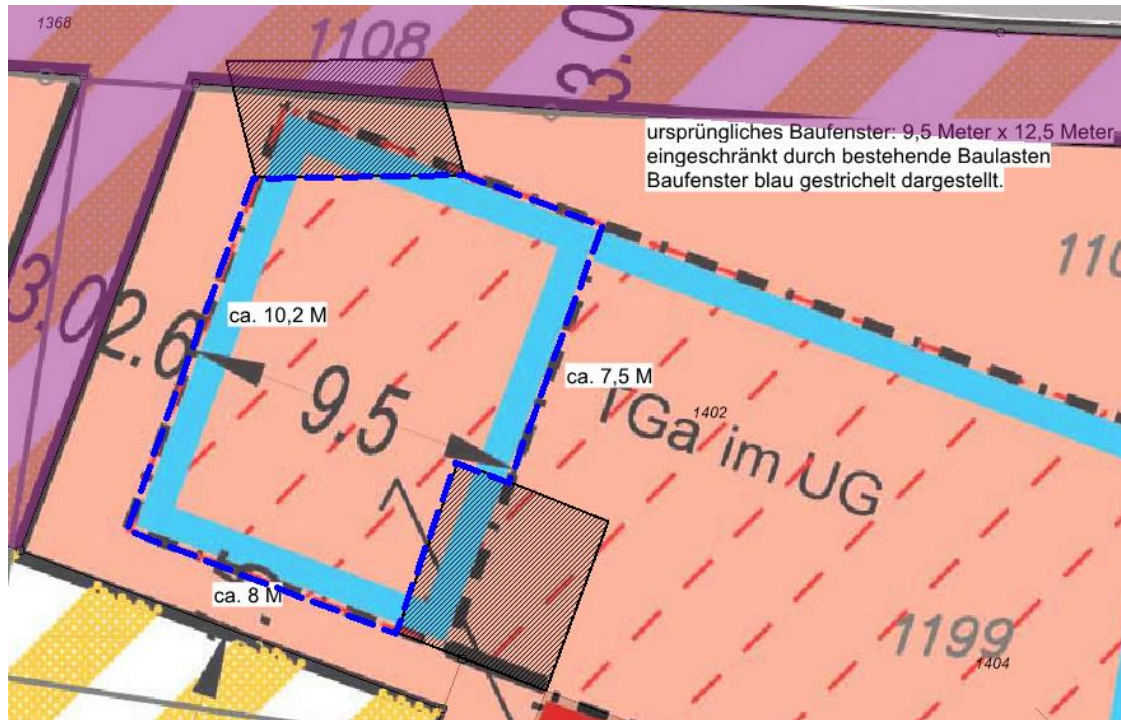 1368
1108
3.0
ursprüngliches Baufenster: 9,5 Meter x 12,5 Meter
eingeschränkt durch bestehende Baulasten
Baufenster blau gestrichelt dargestellt.
110
3.0
2.6
ca. 10,2 M
9.5
ca. 7,5 M
1402
TGa im UG
ca. 8 M
1199
1404